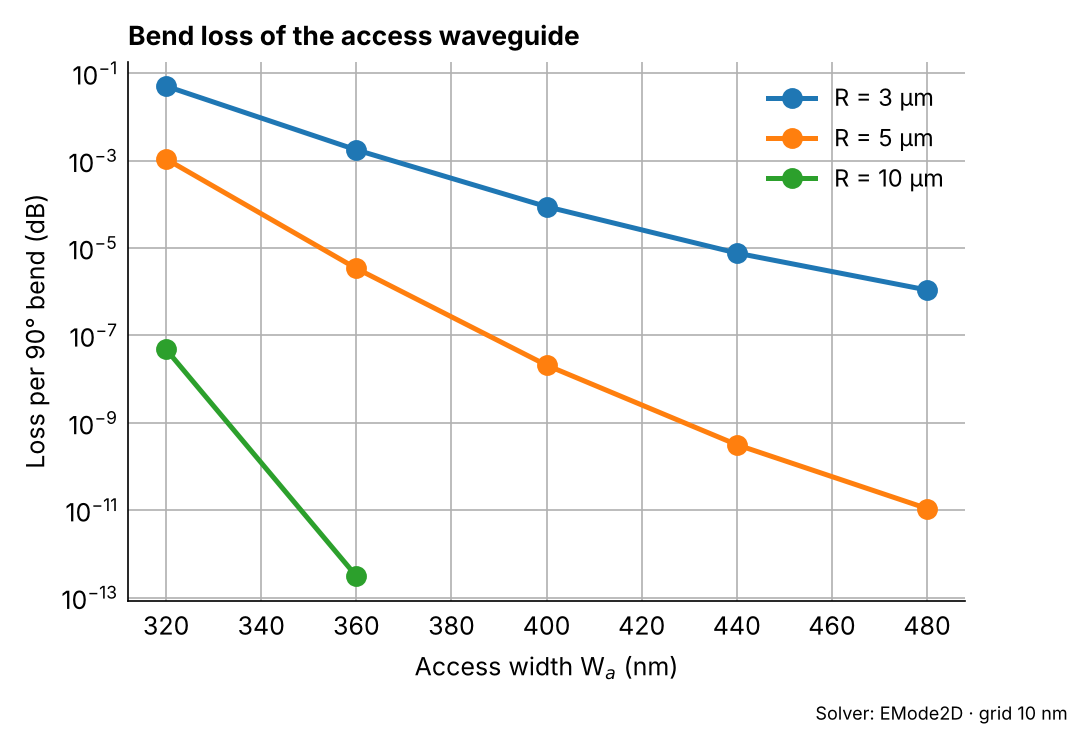 Bend loss of the access waveguide
Loss per 90° bend (dB)
10⁻¹
10⁻³
10⁻⁵
10⁻⁷
10⁻⁹
10⁻¹¹
10⁻¹³
R = 3 µm
R = 5 µm
R = 10 µm
320 340 360 380 400 420 440 460 480
Access width Wₐ (nm)
Solver: EMode2D · grid 10 nm